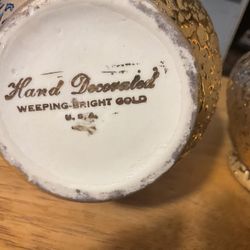 Hand Decorated
WEEPING-BRIGHT GOLD
U. S. A.